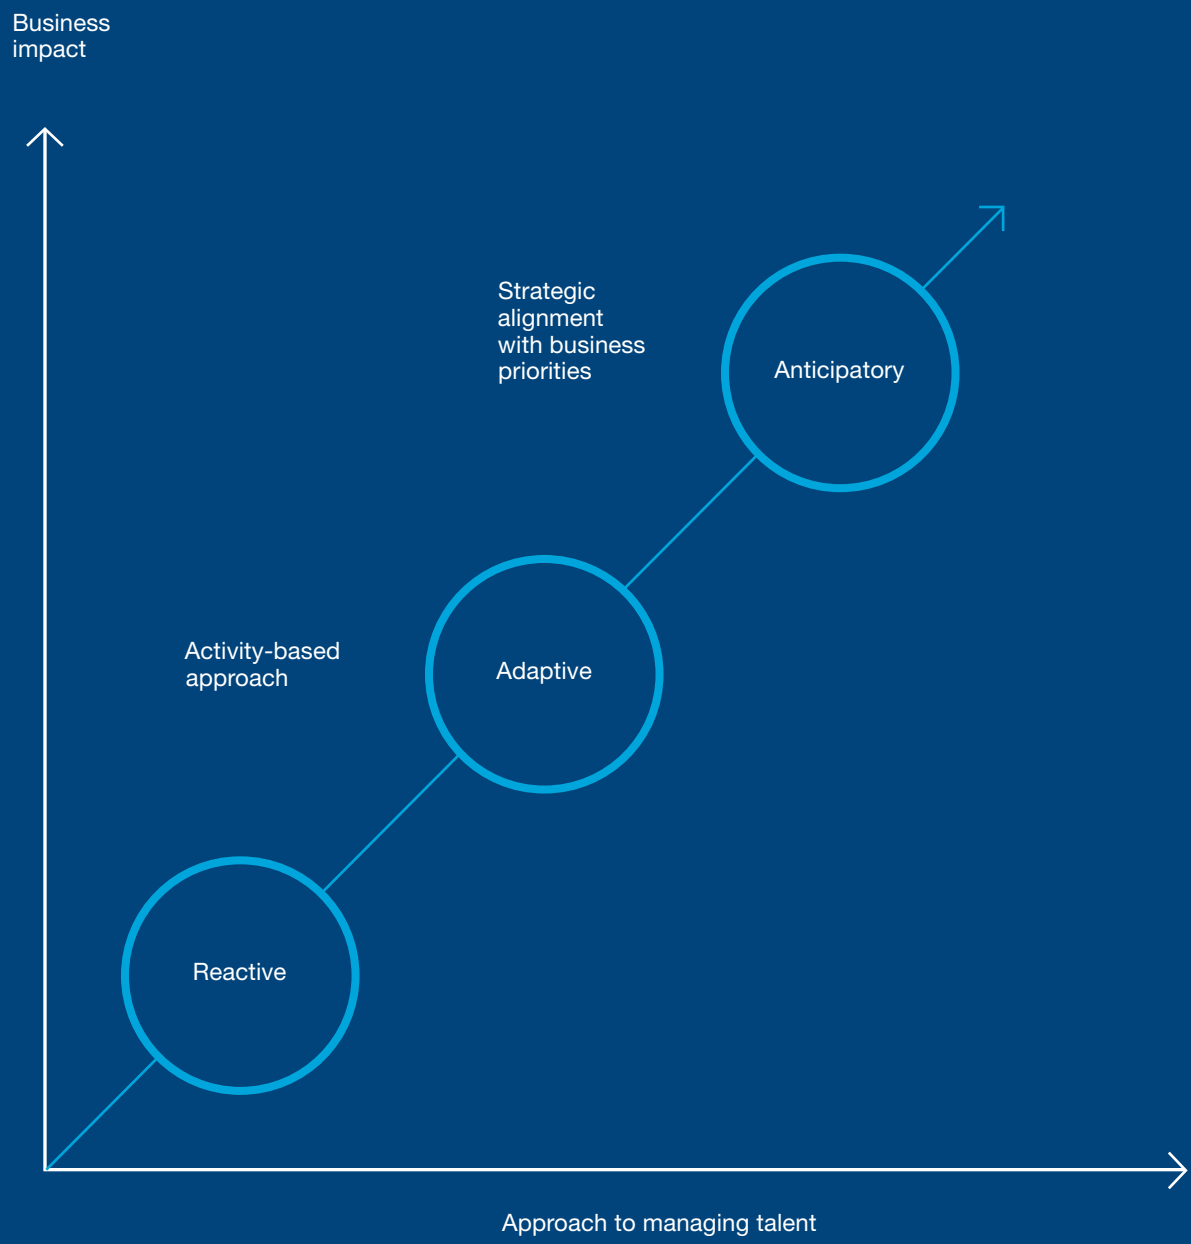 Business
impact
Strategic
alignment
with business
priorities
Anticipatory
Activity-based
approach
Adaptive
Reactive
Approach to managing talent